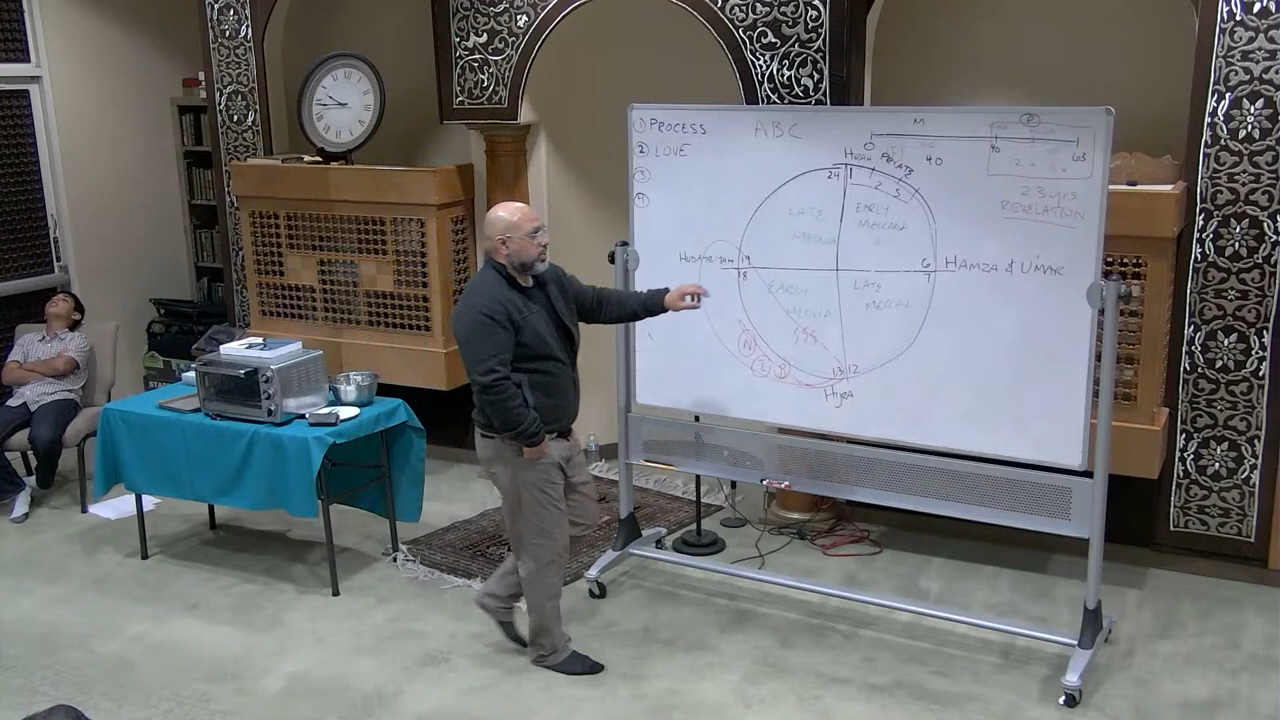 ① PROCESS
② LOVE
③
④
ABC
M
P
0
40
63
12 +
40
23 yrs
REVELATION
HIRAH
PRIVATE
24
1
2
3
LATE
MEDINA
EARLY
MECCAN
HUDAYBIYAH
19
18
6
7
HAMZA & UMAR
EARLY
MEDINA
LATE
MECCAN
N
13
12
HIJRA